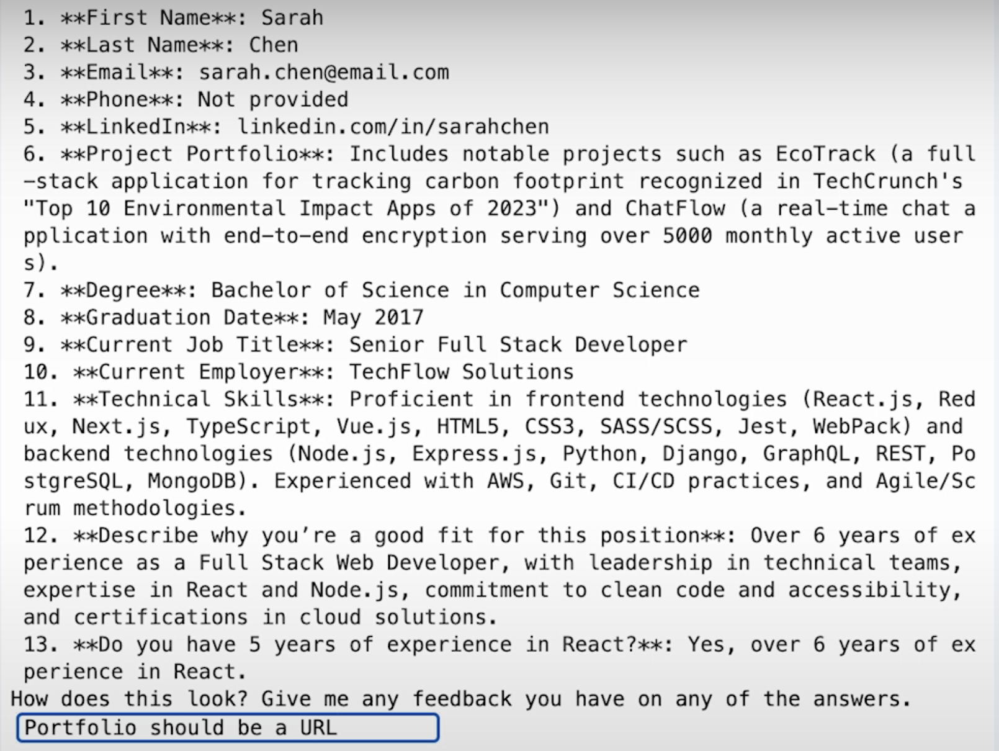 1. **First Name**: Sarah
2. **Last Name**: Chen
3. **Email**: sarah.chen@email.com
4. **Phone**: Not provided
5. **LinkedIn**: linkedin.com/in/sarahchen
6. **Project Portfolio**: Includes notable projects such as EcoTrack (a full
-stack application for tracking carbon footprint recognized in TechCrunch's
"Top 10 Environmental Impact Apps of 2023") and ChatFlow (a real-time chat a
pplication with end-to-end encryption serving over 5000 monthly active user
s).
7. **Degree**: Bachelor of Science in Computer Science
8. **Graduation Date**: May 2017
9. **Current Job Title**: Senior Full Stack Developer
10. **Current Employer**: TechFlow Solutions
11. **Technical Skills**: Proficient in frontend technologies (React.js, Red
ux, Next.js, TypeScript, Vue.js, HTML5, CSS3, SASS/SCSS, Jest, WebPack) and
backend technologies (Node.js, Express.js, Python, Django, GraphQL, REST, Po
stgreSQL, MongoDB). Experienced with AWS, Git, CI/CD practices, and Agile/Sc
rum methodologies.
12. **Describe why you’re a good fit for this position**: Over 6 years of ex
perience as a Full Stack Web Developer, with leadership in technical teams,
expertise in React and Node.js, commitment to clean code and accessibility,
and certifications in cloud solutions.
13. **Do you have 5 years of experience in React?**: Yes, over 6 years of ex
perience in React.
How does this look? Give me any feedback you have on any of the answers.
Portfolio should be a URL